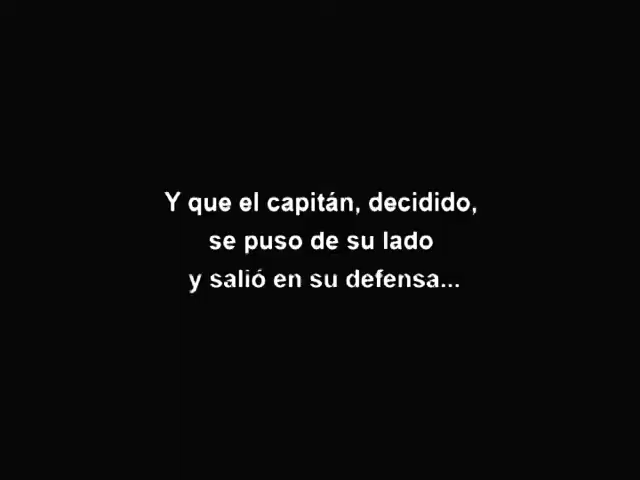 Y que el capitán, decidido,
se puso de su lado
y salió en su defensa...